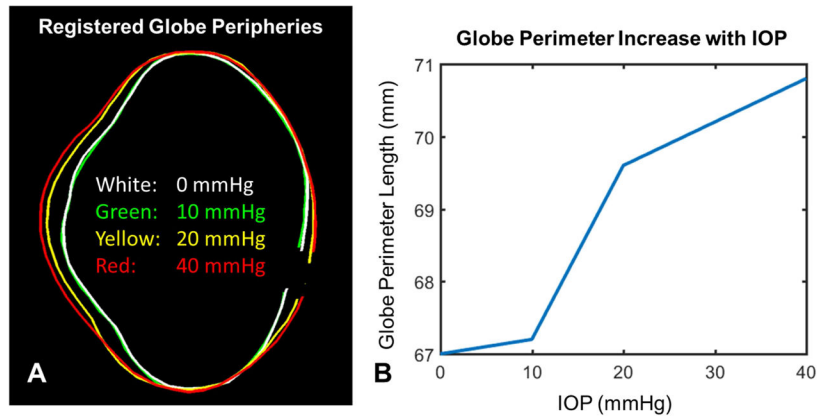 Registered Globe Peripheries
White: 0 mmHg
Green: 10 mmHg
Yellow: 20 mmHg
Red: 40 mmHg
A
Globe Perimeter Increase with IOP
Globe Perimeter Length (mm)
71
70
69
68
67
0 10 20 30 40
IOP (mmHg)
B